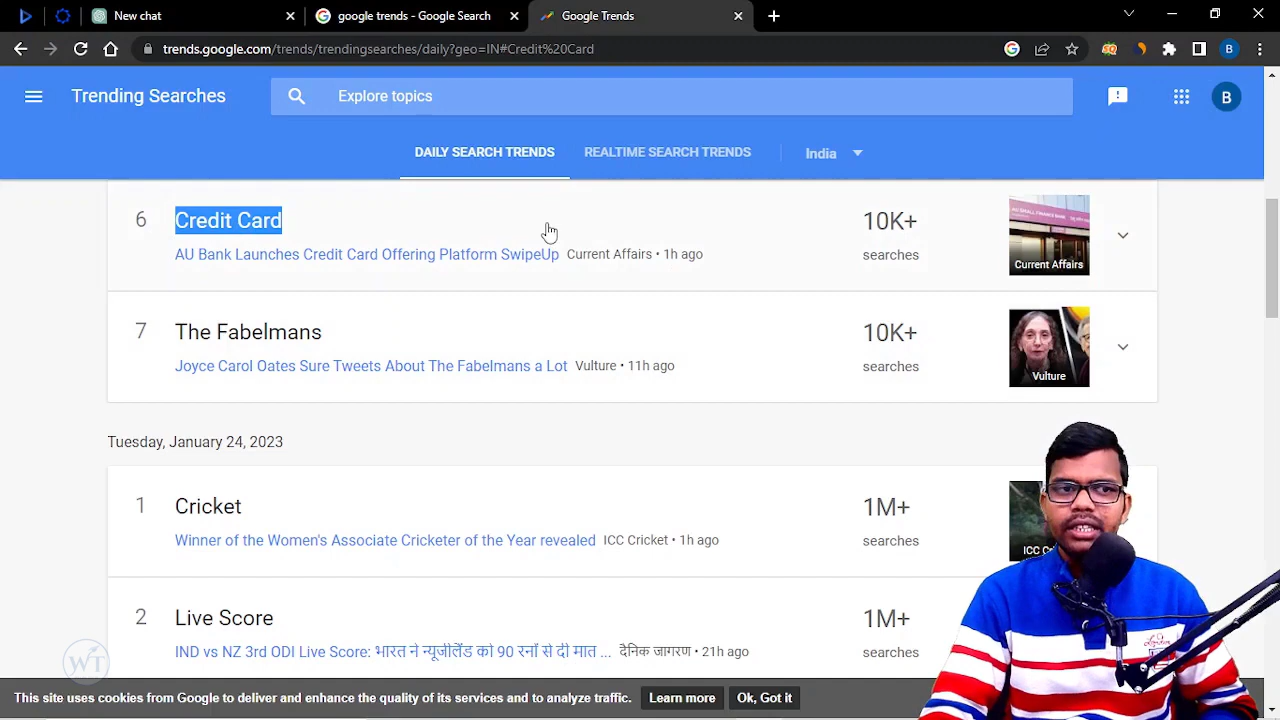 New chat
google trends - Google Search
Google Trends
trends.google.com/trends/trendingsearches/daily?geo=IN#Credit%20Card
B
Trending Searches
Explore topics
B
DAILY SEARCH TRENDS
REALTIME SEARCH TRENDS
India
6
Credit Card
10K+
AU Bank Launches Credit Card Offering Platform SwipeUp
Current Affairs • 1h ago
searches
AU SMALL FINANCE BANK
Current Affairs
7
The Fabelmans
10K+
Joyce Carol Oates Sure Tweets About The Fabelmans a Lot
Vulture • 11h ago
searches
Vulture
Tuesday, January 24, 2023
1
Cricket
1M+
Winner of the Women's Associate Cricketer of the Year revealed
ICC Cricket • 1h ago
searches
ICC
2
Live Score
1M+
IND vs NZ 3rd ODI Live Score: भारत ने न्यूजीलैंड को 90 रनों से दी मात ...
दैनिक जागरण • 21h ago
searches
WT
This site uses cookies from Google to deliver and enhance the quality of its services and to analyze traffic.
Learn more
Ok, Got it